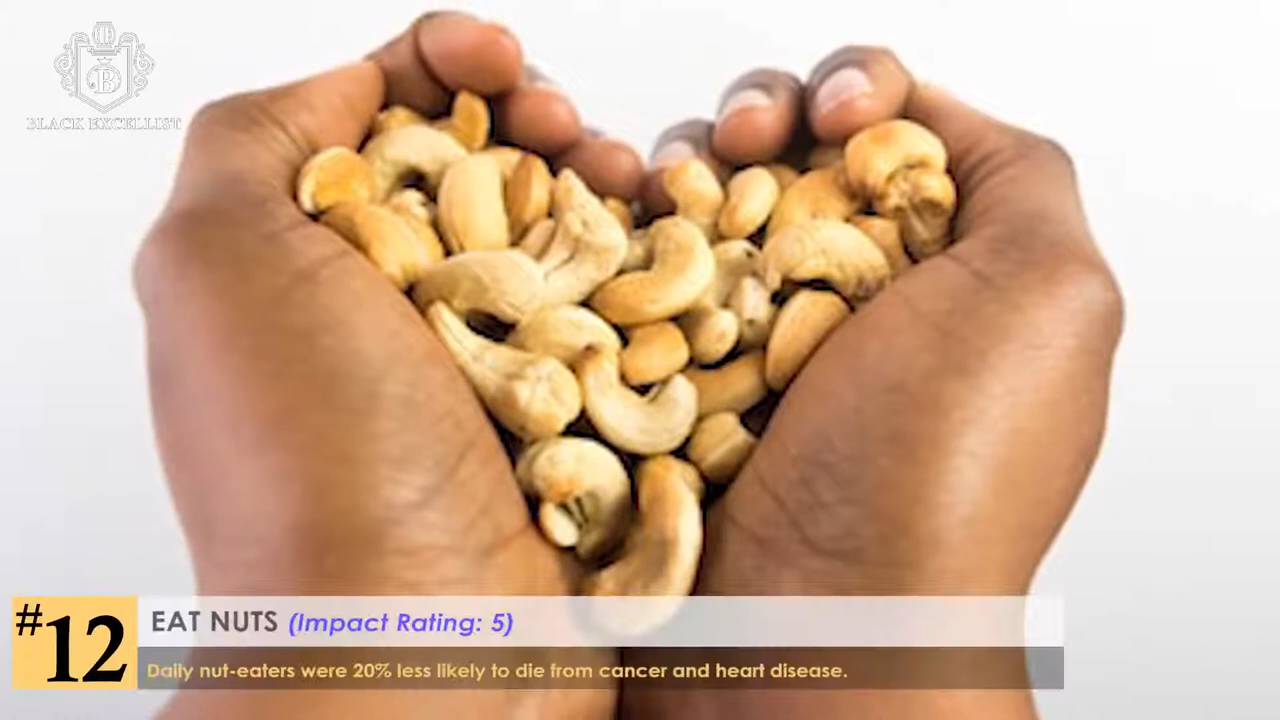 B
BLACK EXCELLIST
#12
EAT NUTS (Impact Rating: 5)
Daily nut-eaters were 20% less likely to die from cancer and heart disease.